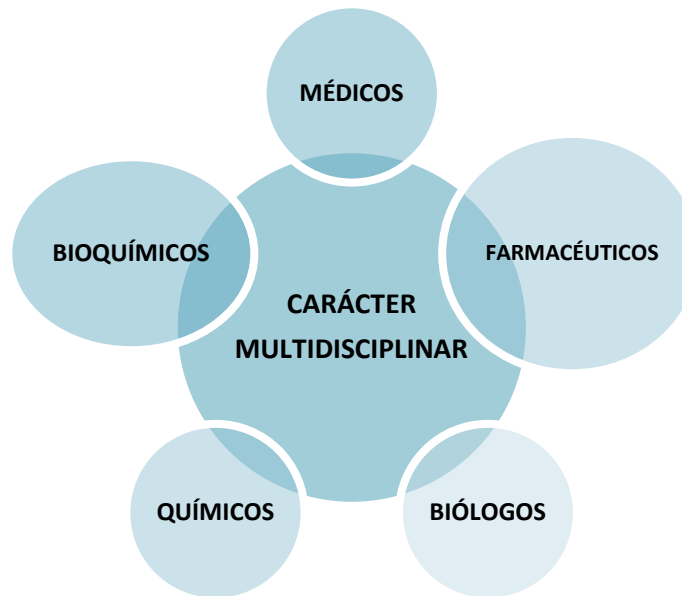 MÉDICOS
BIOQUÍMICOS
FARMACÉUTICOS
CARÁCTER
MULTIDISCIPLINAR
QUÍMICOS
BIÓLOGOS